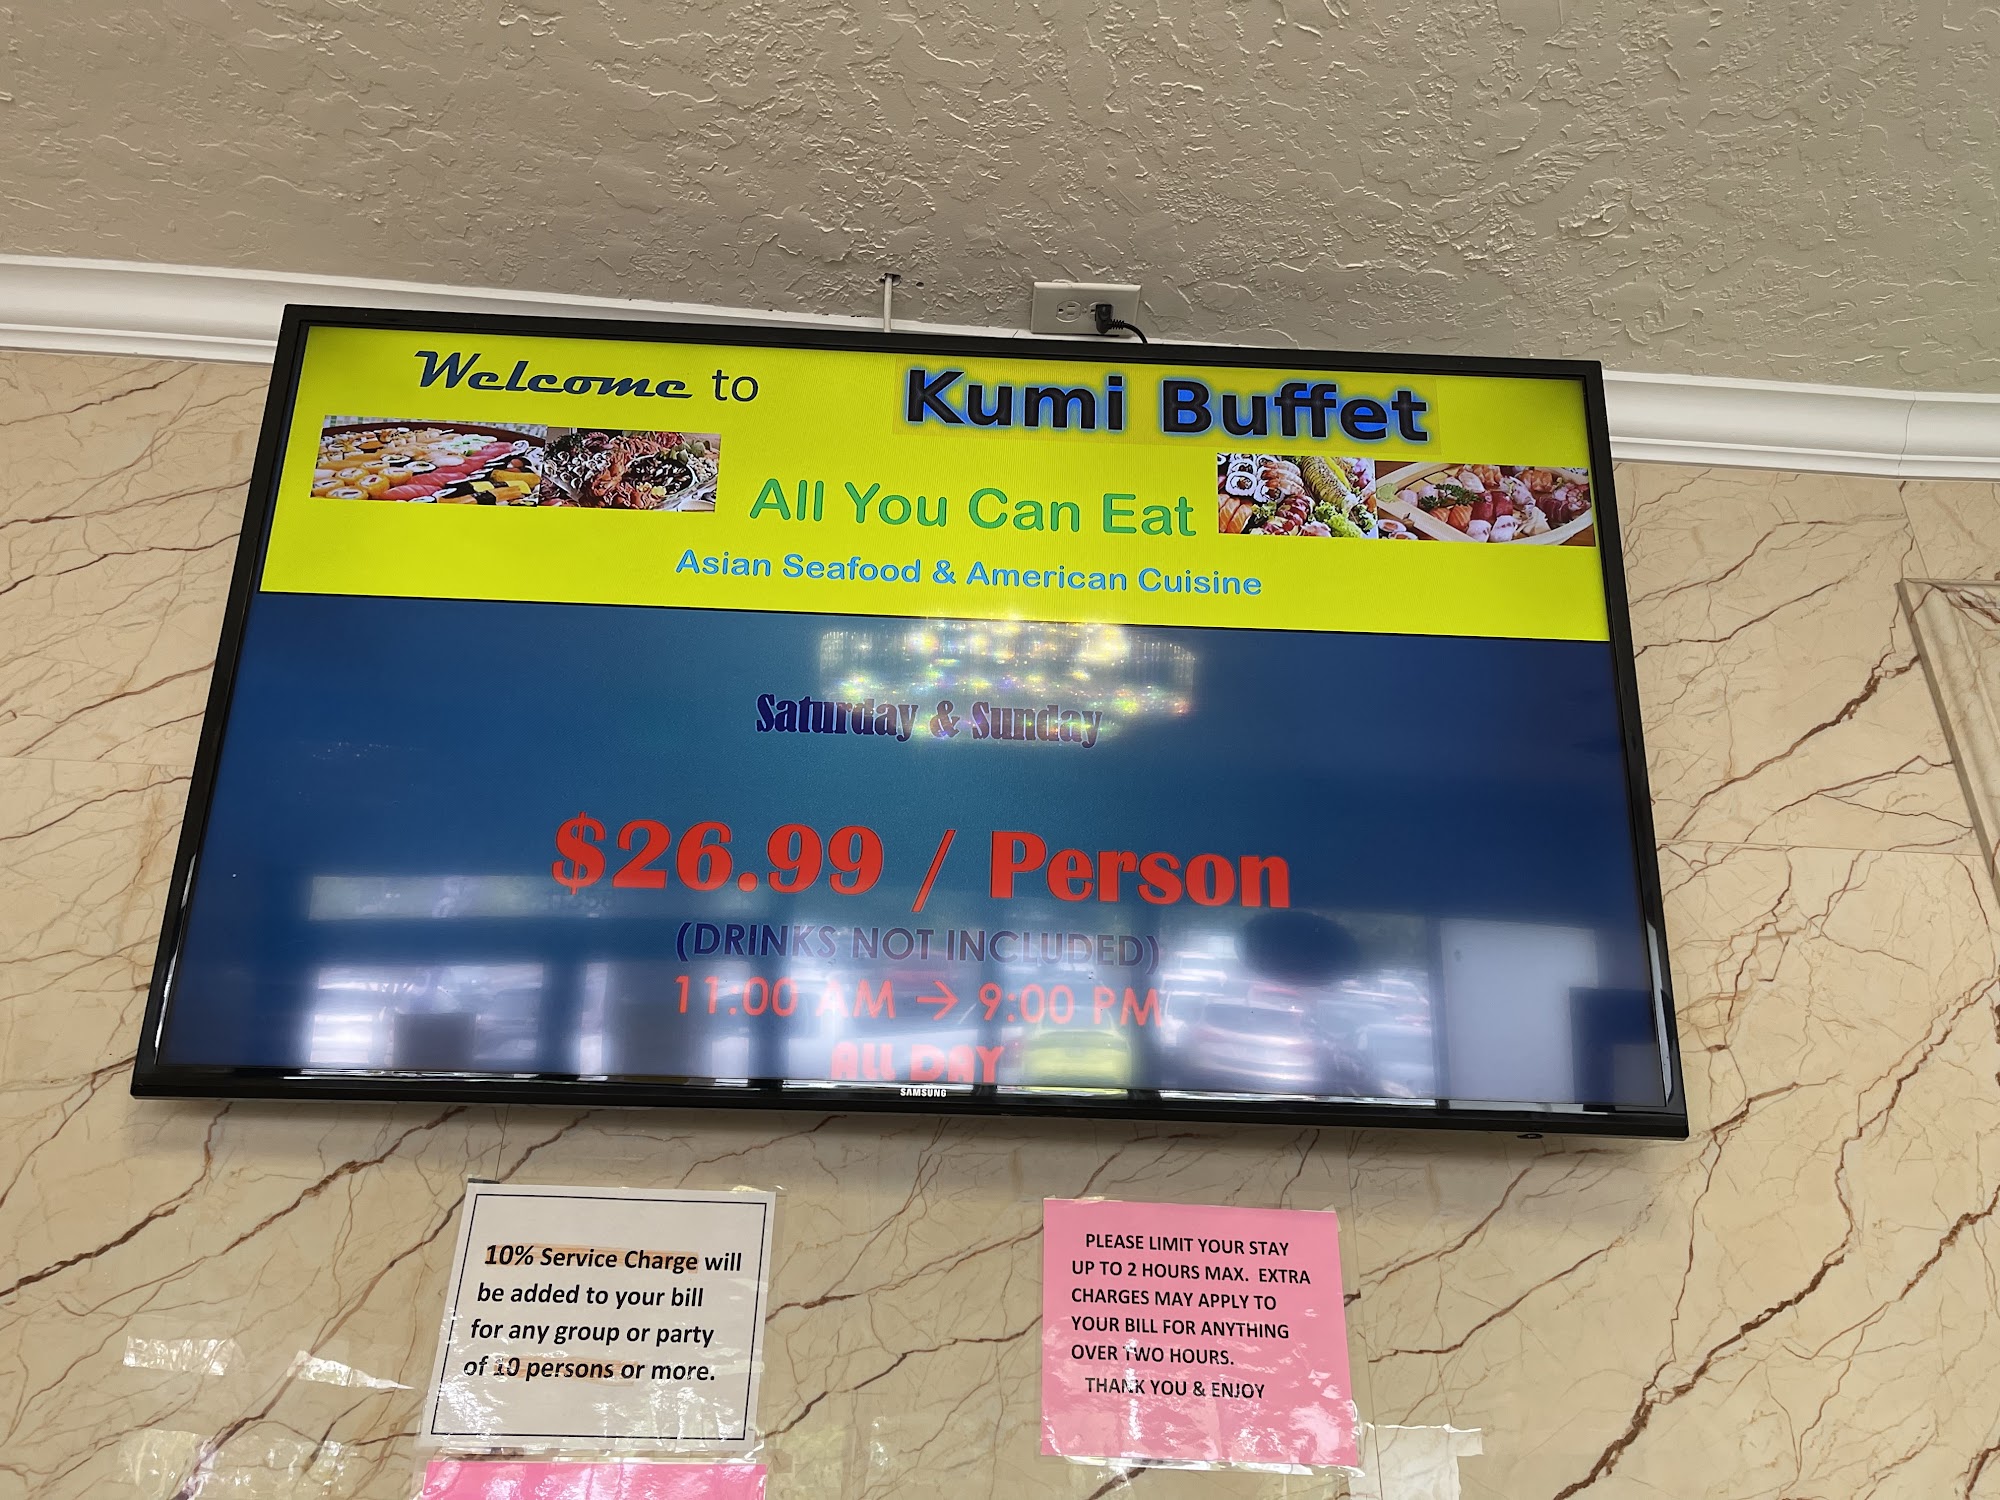 Welcome to
Kumi Buffet
All You Can Eat
Asian Seafood & American Cuisine
Saturday & Sunday
$26.99 / Person
(DRINKS NOT INCLUDED)
11:00 AM → 9:00 PM
ALL DAY
SAMSUNG
10% Service Charge will
be added to your bill
for any group or party
of 10 persons or more.
PLEASE LIMIT YOUR STAY
UP TO 2 HOURS MAX. EXTRA
CHARGES MAY APPLY TO
YOUR BILL FOR ANYTHING
OVER TWO HOURS.
THANK YOU & ENJOY